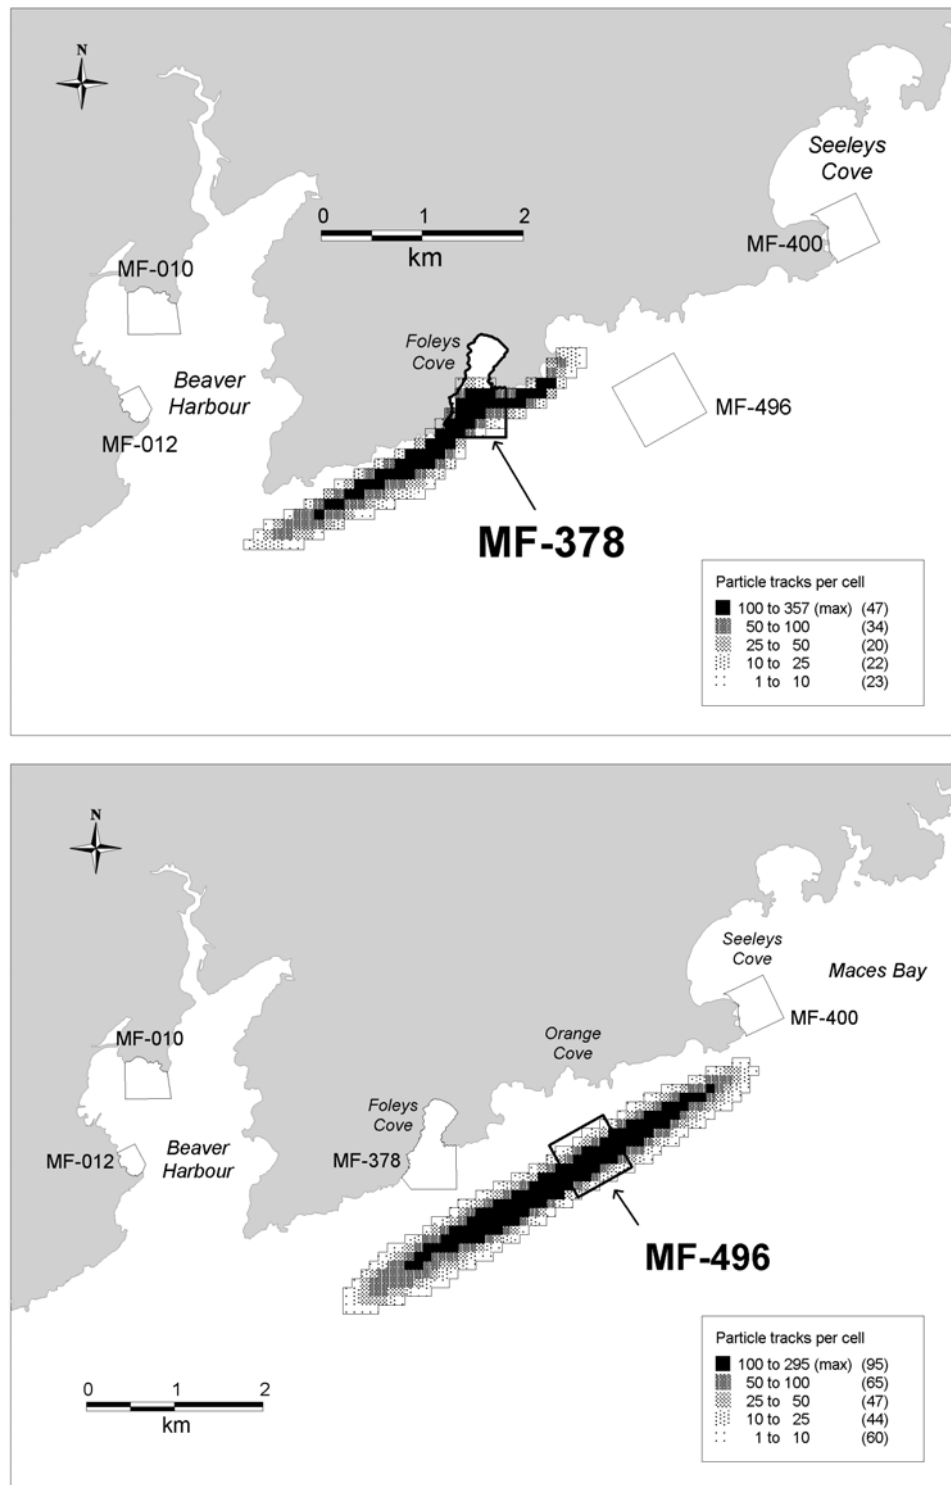 N
Seeleys
Cove
0 1 2
km
MF-400
MF-010
Foleys
Cove
Beaver
Harbour
MF-496
MF-012
MF-378
Particle tracks per cell
100 to 357 (max) (47)
50 to 100 (34)
25 to 50 (20)
10 to 25 (22)
1 to 10 (23)
N
Seeleys
Cove
Maces Bay
MF-400
MF-010
Orange
Cove
Foleys
Cove
MF-012
Beaver
Harbour
MF-378
MF-496
Particle tracks per cell
100 to 295 (max) (95)
50 to 100 (65)
25 to 50 (47)
10 to 25 (44)
1 to 10 (60)
0 1 2
km